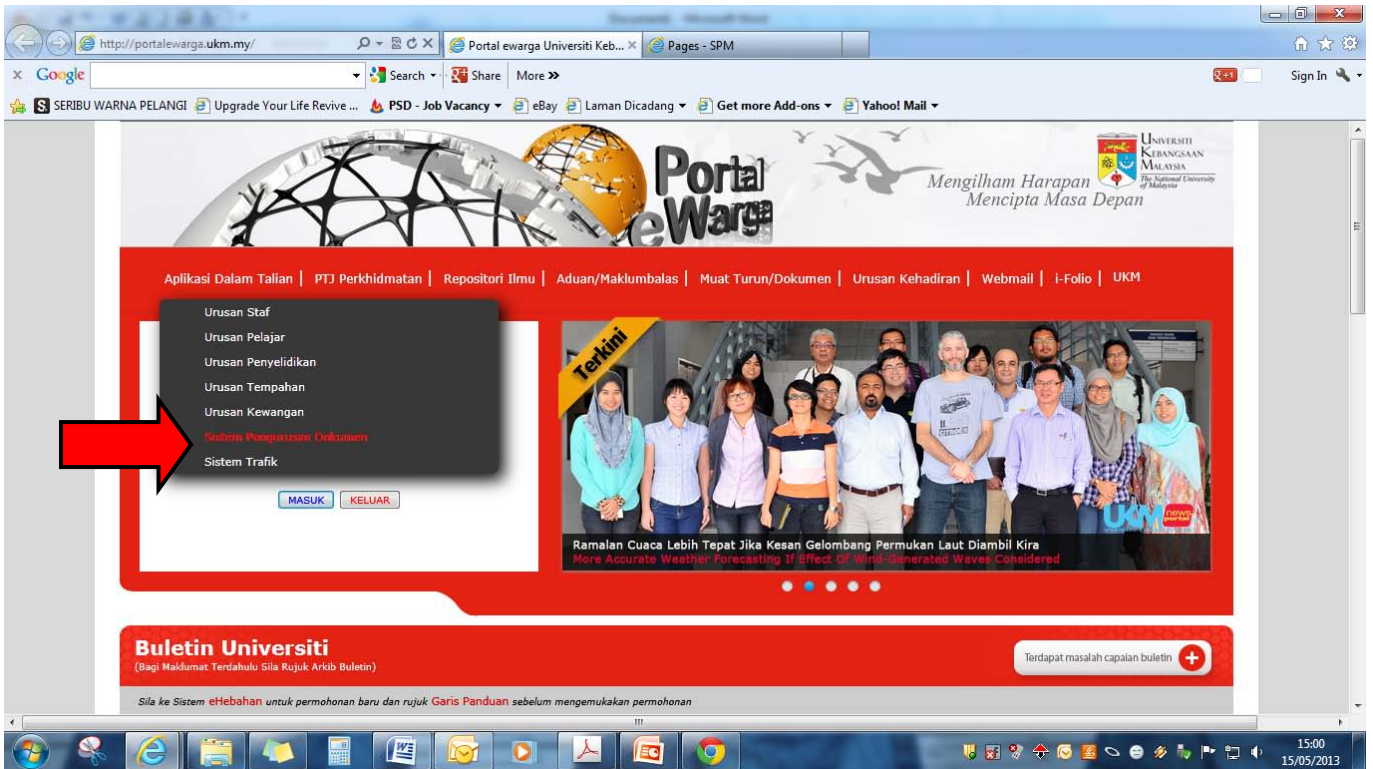 Document1 - Microsoft Word
http://portalewarga.ukm.my/
Portal ewarga Universiti Keb...
Pages - SPM
x Google
Search
Share
More »
+1
Sign In
SERIBU WARNA PELANGI
Upgrade Your Life Revive ...
PSD - Job Vacancy
eBay
Laman Dicadang
Get more Add-ons
Yahoo! Mail
Portal
eWarga
Mengilham Harapan
Mencipta Masa Depan
UNIVERSITI
KEBANGSAAN
MALAYSIA
The National University
of Malaysia
Aplikasi Dalam Talian | PTJ Perkhidmatan | Repositori Ilmu | Aduan/Maklumbalas | Muat Turun/Dokumen | Urusan Kehadiran | Webmail | i-Folio | UKM
Urusan Staf
Urusan Pelajar
Urusan Penyelidikan
Urusan Tempahan
Urusan Kewangan
Sistem Pengurusan Dokumen
Sistem Trafik
MASUK
KELUAR
Terkini
UKM news portal
Ramalan Cuaca Lebih Tepat Jika Kesan Gelombang Permukan Laut Diambil Kira
More Accurate Weather Forecasting If Effect Of Wind-Generated Waves Considered
Buletin Universiti
(Bagi Maklumat Terdahulu Sila Rujuk Arkib Buletin)
Terdapat masalah capaian buletin
Sila ke Sistem eHebahan untuk permohonan baru dan rujuk Garis Panduan sebelum mengemukakan permohonan
15:00
15/05/2013